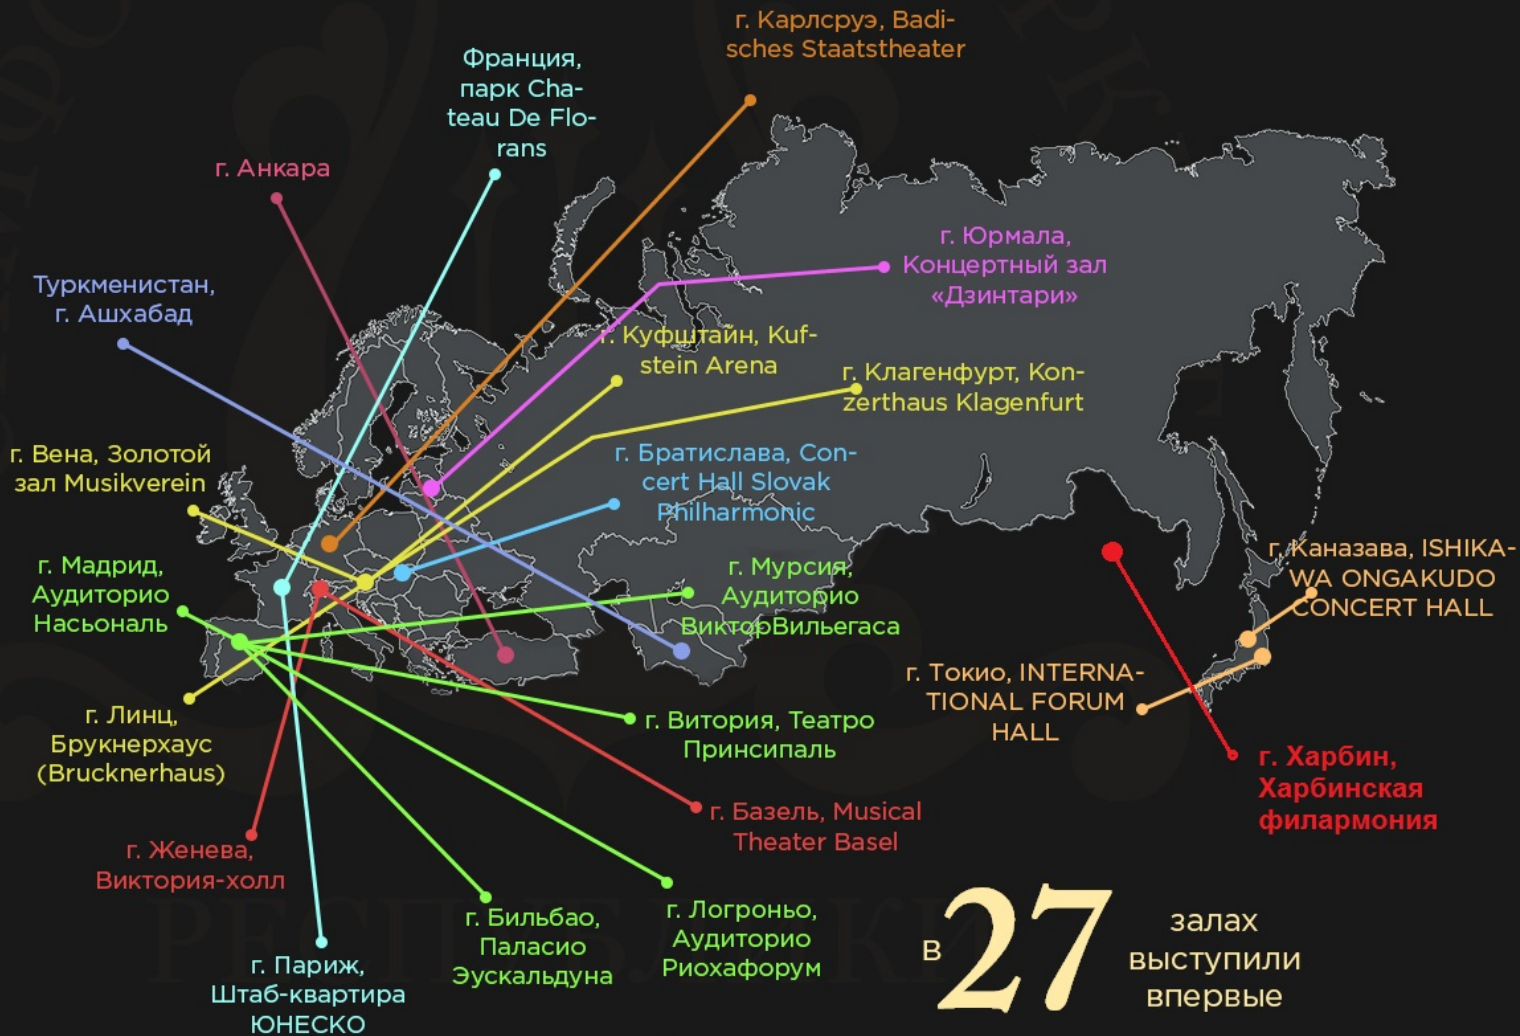 г. Карлсруэ, Badi-
sches Staatstheater
Франция,
парк Cha-
teau De Flo-
rans
г. Анкара
г. Юрмала,
Концертный зал
«Дзинтари»
Туркменистан,
г. Ашхабад
г. Куфштайн, Kuf-
stein Arena
г. Клагенфурт, Kon-
zerthaus Klagenfurt
г. Вена, Золотой
зал Musikverein
г. Братислава, Con-
cert Hall Slovak
Philharmonic
г. Мадрид,
Аудиторио
Насьональ
г. Мурсия,
Аудиторио
ВикторВильегаса
г. Каназава, ISHIKA-
WA ONGAKUDO
CONCERT HALL
г. Токио, INTERNA-
TIONAL FORUM
HALL
г. Линц,
Брукнерхаус
(Brucknerhaus)
г. Витория, Театро
Принсипаль
г. Харбин,
Харбинская
филармония
г. Базель, Musical
Theater Basel
г. Женева,
Виктория-холл
г. Бильбао,
Паласио
Эускальдуна
г. Логроньо,
Аудиторио
Риохафорум
г. Париж,
Штаб-квартира
ЮНЕСКО
в 27 залах
выступили
впервые
РЕСПУБЛИКИ